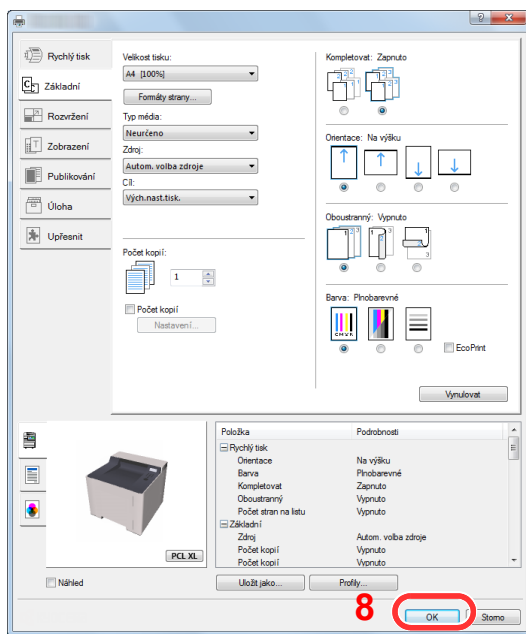 Rychlý tisk
Základní
Rozvržení
Zobrazení
Publikování
Úloha
Upřesnit
Velikost tisku:
A4 [100%]
Formáty strany...
Typ média:
Neurčeno
Zdroj:
Autom. volba zdroje
Cíl:
Vých.nast.tisk.
Počet kopií:
1
Počet kopií
Nastavení...
Kompletovat: Zapnuto
Orientace: Na výšku
Oboustranný: Vypnuto
Barva: Plnobarevné
CMYK
EcoPrint
Vynulovat
PCL XL
Náhled
Položka Podrobnosti
Rychlý tisk
Orientace Na výšku
Barva Plnobarevné
Kompletovat Zapnuto
Oboustranný Vypnuto
Počet stran na listu Vypnuto
Základní
Zdroj Autom. volba zdroje
Počet kopií Vypnuto
Počet kopií Vypnuto
Uložit jako... Profily...
8 OK Storno